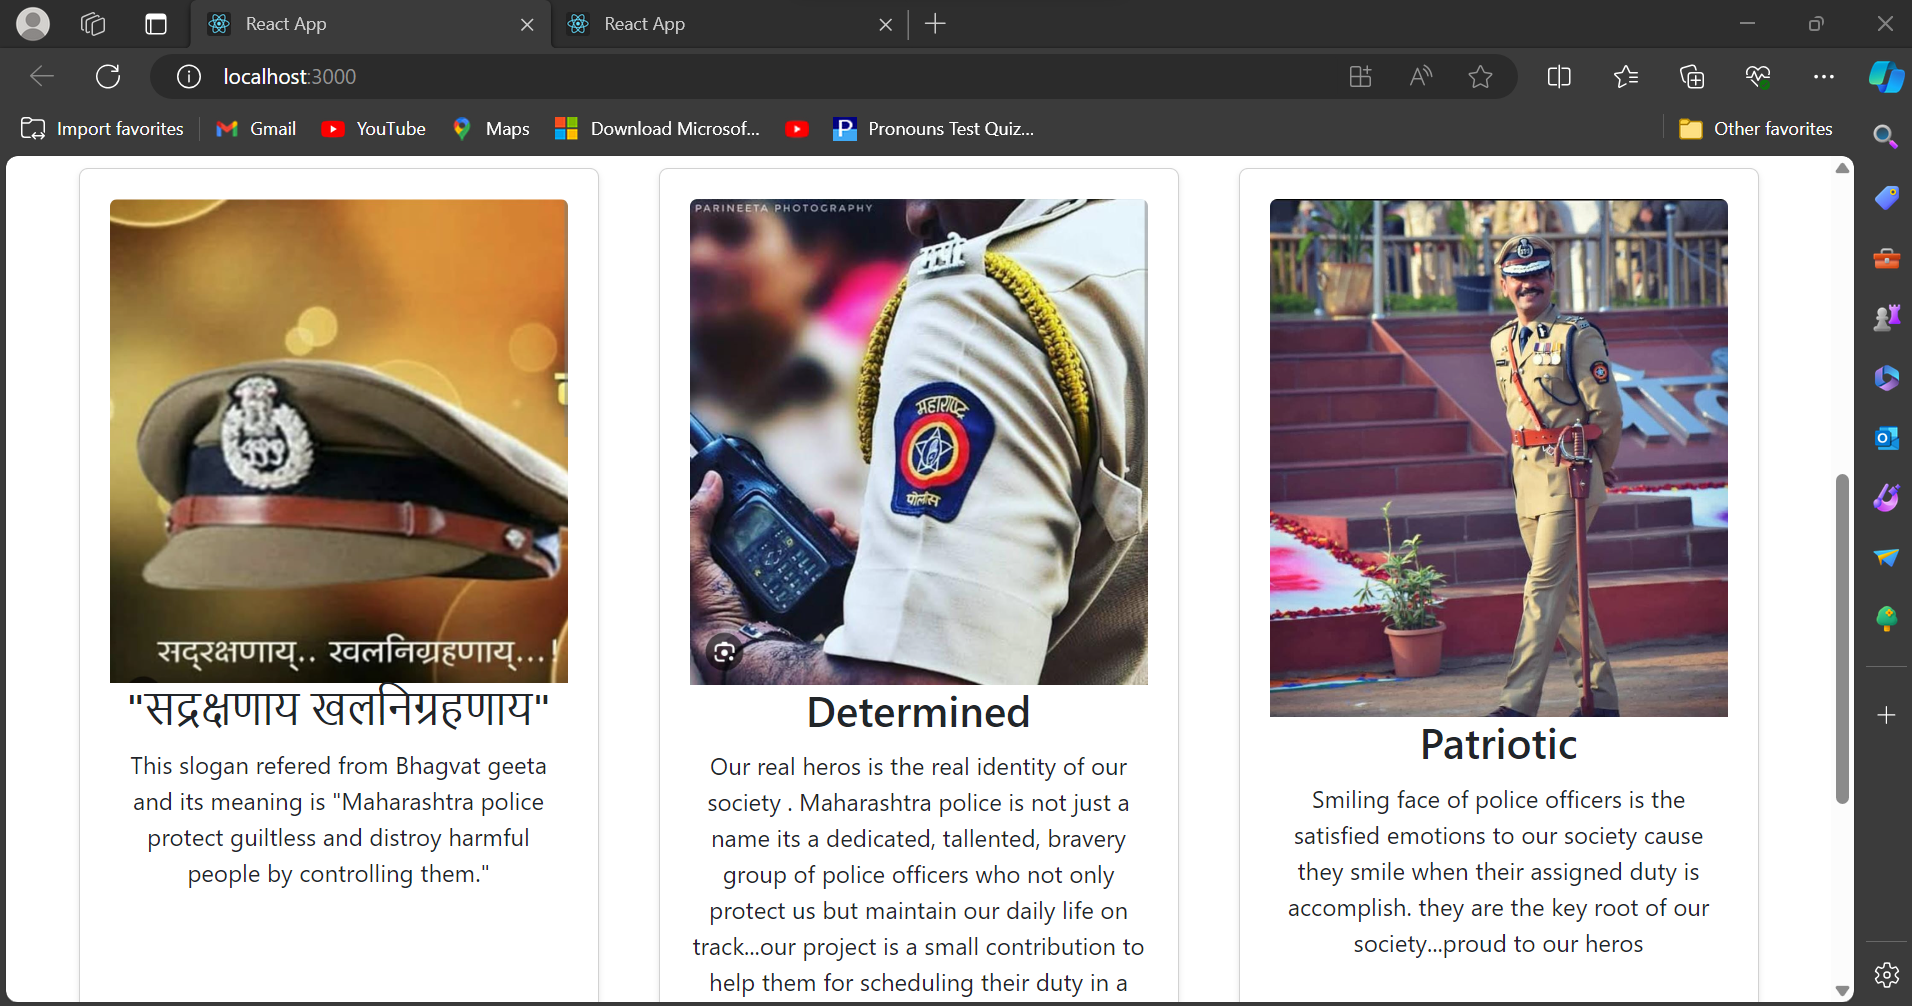 React App
React App
localhost:3000
Import favorites
Gmail
YouTube
Maps
Download Microsof...
Pronouns Test Quiz...
Other favorites
सद्‌रक्षणाय्.. खलनिग्रहणाय्...!
"सद्रक्षणाय खलनिग्रहणाय"
This slogan refered from Bhagvat geeta
and its meaning is "Maharashtra police
protect guiltless and distroy harmful
people by controlling them."
PARINEETA PHOTOGRAPHY
महाराष्ट्र
पोलीस
Determined
Our real heros is the real identity of our
society . Maharashtra police is not just a
name its a dedicated, tallented, bravery
group of police officers who not only
protect us but maintain our daily life on
track...our project is a small contribution to
help them for scheduling their duty in a
Patriotic
Smiling face of police officers is the
satisfied emotions to our society cause
they smile when their assigned duty is
accomplish. they are the key root of our
society...proud to our heros